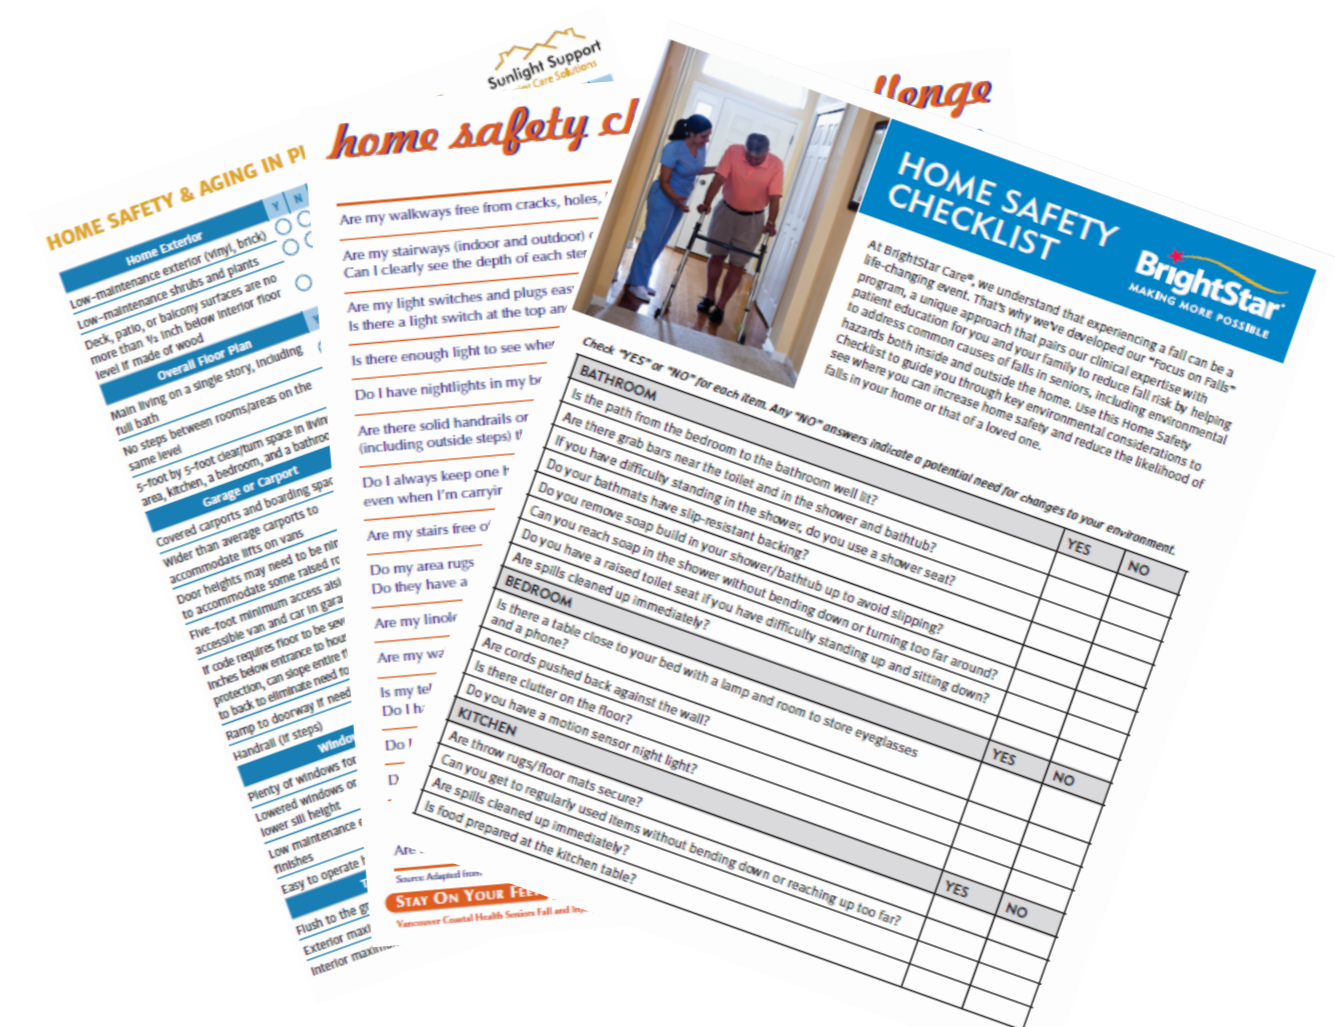 Sunlight Support
Care Solutions
HOME SAFETY & AGING IN
Home Exterior
Y N
Low-maintenance exterior (vinyl, brick)
Low-maintenance shrubs and plants
Deck, patio, or balcony surfaces are no
more than ½ inch below interior floor
level if made of wood
Overall Floor Plan
Main living on a single story, including
full bath
No steps between rooms/areas on the
same level
5-foot by 5-foot clear/turn space in
area, kitchen, a bedroom, and a
Garage or Carport
Covered carports and boarding
Wider than average carports to
accommodate lifts on vans
Door heights may need to be
to accommodate some raised
Five-foot minimum access
accessible van and car in
If code requires floor to be
inches below entrance to
protection, can slope entire
to back to eliminate need
Ramp to doorway if
Handrail (if steps)
Plenty of windows for
Lowered windows or
lower sill height
Low maintenance
finishes
Easy to operate
Flush to the
Exterior
Interior
home safety
llenge
Are my walkways free from cracks, holes,
Are my stairways (indoor and outdoor)
Can I clearly see the depth of each
Are my light switches and plugs
Is there a light switch at the top
Is there enough light to see
Do I have nightlights in my
Are there solid handrails or
(including outside steps)
Do I always keep one
even when I'm
Are my stairs free
Do my area rugs
Do they have a
Are my
Are my
Is my
Do I
Do
Are
Source: Adapted from
STAY ON YOUR
Vancouver Coastal Health Seniors Fall and
HOME SAFETY
CHECKLIST
BrightStar
MAKING MORE POSSIBLE
At BrightStar Care®, we understand that experiencing a fall can be a
life-changing event. That's why we've developed our "Focus on Falls"
program, a unique approach that pairs our clinical expertise with
patient education for you and your family to reduce fall risk by helping
to address common causes of falls in seniors, including environmental
hazards both inside and outside the home. Use this Home Safety
Checklist to guide you through key environmental considerations to
see where you can increase home safety and reduce the likelihood of
falls in your home or that of a loved one.
Check "YES" or "NO" for each item. Any "NO" answers indicate a potential need for changes to your environment.
BATHROOM YES NO
Is the path from the bedroom to the bathroom well lit?
Are there grab bars near the toilet and in the shower and bathtub?
If you have difficulty standing in the shower, do you use a shower seat?
Do your bathmats have slip-resistant backing?
Do you remove soap build in your shower/bathtub up to avoid slipping?
Can you reach soap in the shower without bending down or turning too far around?
Do you have a raised toilet seat if you have difficulty standing up and sitting down?
Are spills cleaned up immediately?
BEDROOM YES NO
Is there a table close to your bed with a lamp and room to store eyeglasses
and a phone?
Are cords pushed back against the wall?
Is there clutter on the floor?
Do you have a motion sensor night light?
KITCHEN YES NO
Are throw rugs/floor mats secure?
Can you get to regularly used items without bending down or reaching up too far?
Are spills cleaned up immediately?
Is food prepared at the kitchen table?